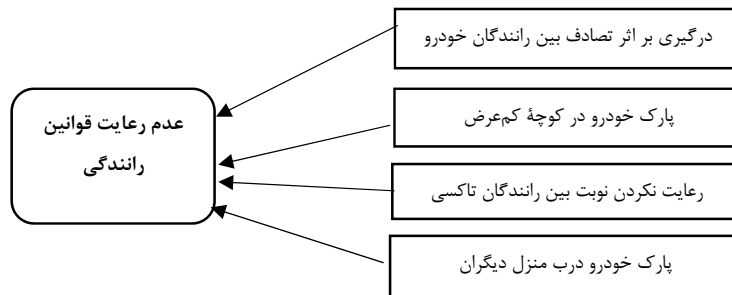 درگیری بر اثر تصادف بین رانندگان خودرو
پارک خودرو در کوچهٔ کم‌عرض
رعایت نکردن نوبت بین رانندگان تاکسی
پارک خودرو درب منزل دیگران
عدم رعایت قوانین
رانندگی